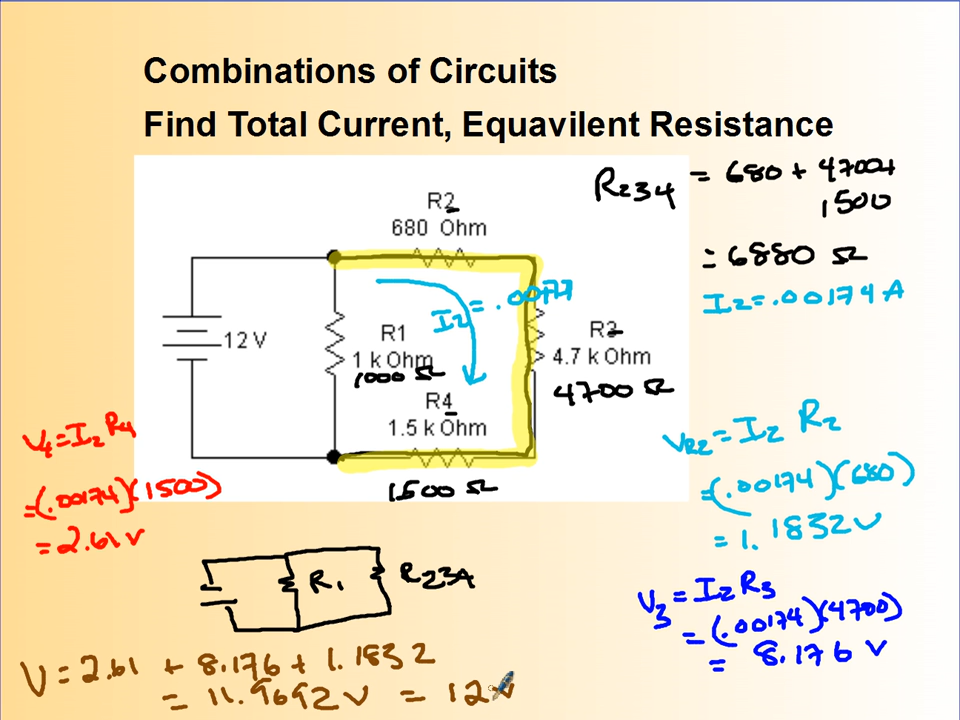 Combinations of Circuits
Find Total Current, Equavilent Resistance
R234 = 680 + 4700+
1500
= 6880 Ω
I2 = .00174 A
R2
680 Ohm
I2 = .00177
12 V
R1
1 k Ohm
1000 Ω
R3
4.7 k Ohm
4700 Ω
R4
1.5 k Ohm
1500 Ω
V4 = I2 R4
= (.00174)(1500)
= 2.61 V
VR2 = I2 R2
= (.00174)(680)
= 1.1832 V
R1
R234
V3 = I2 R3
= (.00174)(4700)
= 8.176 V
V = 2.61 + 8.176 + 1.1832
= 11.9692 V = 12 V